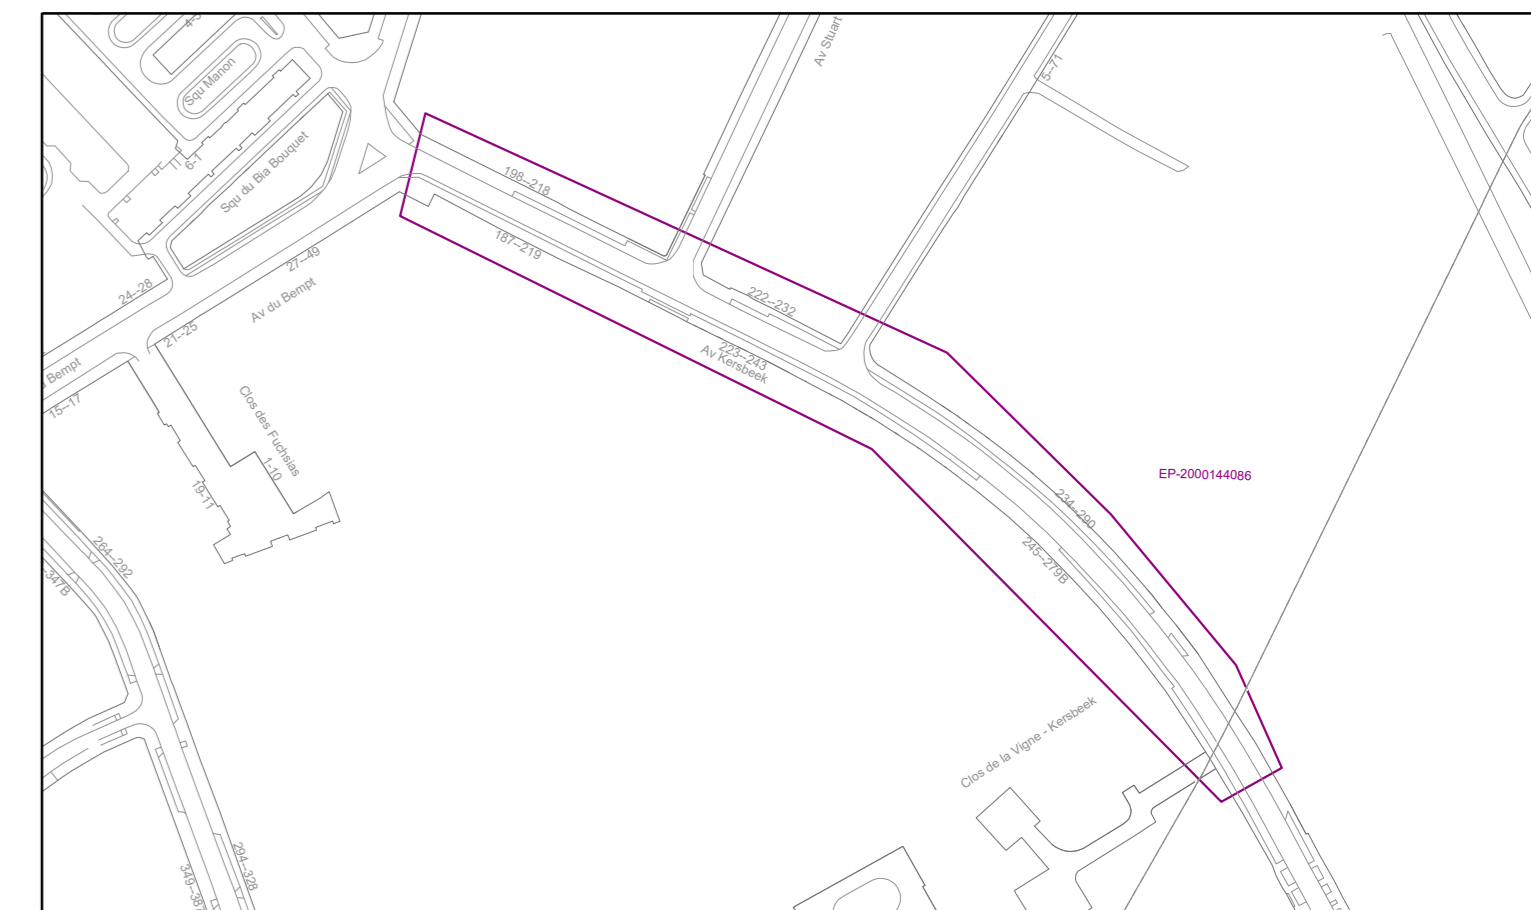 Squ Manon
6-1
Squ du Bia Bouquet
Av Stuart
5--71
198--218
187--219
222--232
223--243
Av Kersbeek
24--28
27--49
Av du Bempt
21--25
Bempt
15--17
Clos des Fuchsias
1-10
19-11
EP-2000144086
234--290
245--279B
264--292
-347B
Clos de la Vigne - Kersbeek
294--328